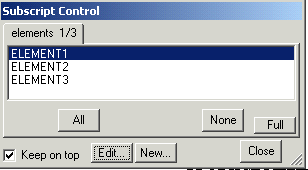 Subscript Control
elements 1/3
ELEMENT1
ELEMENT2
ELEMENT3
All
None
Full
Keep on top
Edit...
New...
Close